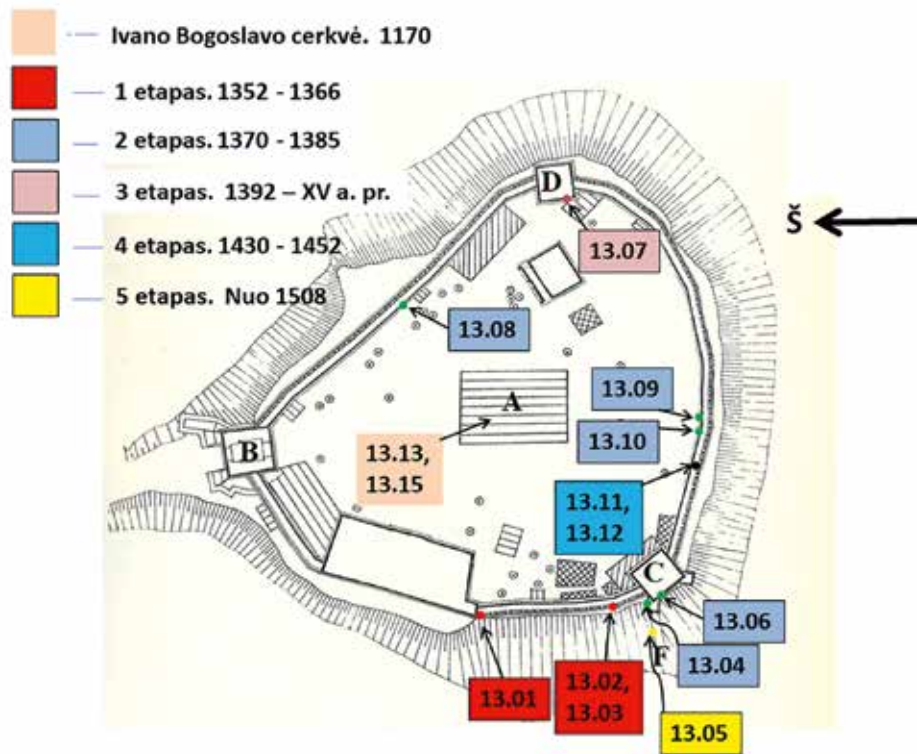 Ivano Bogoslavo cerkvė. 1170
1 etapas. 1352 - 1366
2 etapas. 1370 - 1385
3 etapas. 1392 – XV a. pr.
4 etapas. 1430 - 1452
5 etapas. Nuo 1508
Š
D
13.07
13.08
A
13.09
13.10
B
13.13,
13.15
13.11,
13.12
C
13.06
F
13.04
13.01
13.02,
13.03
13.05